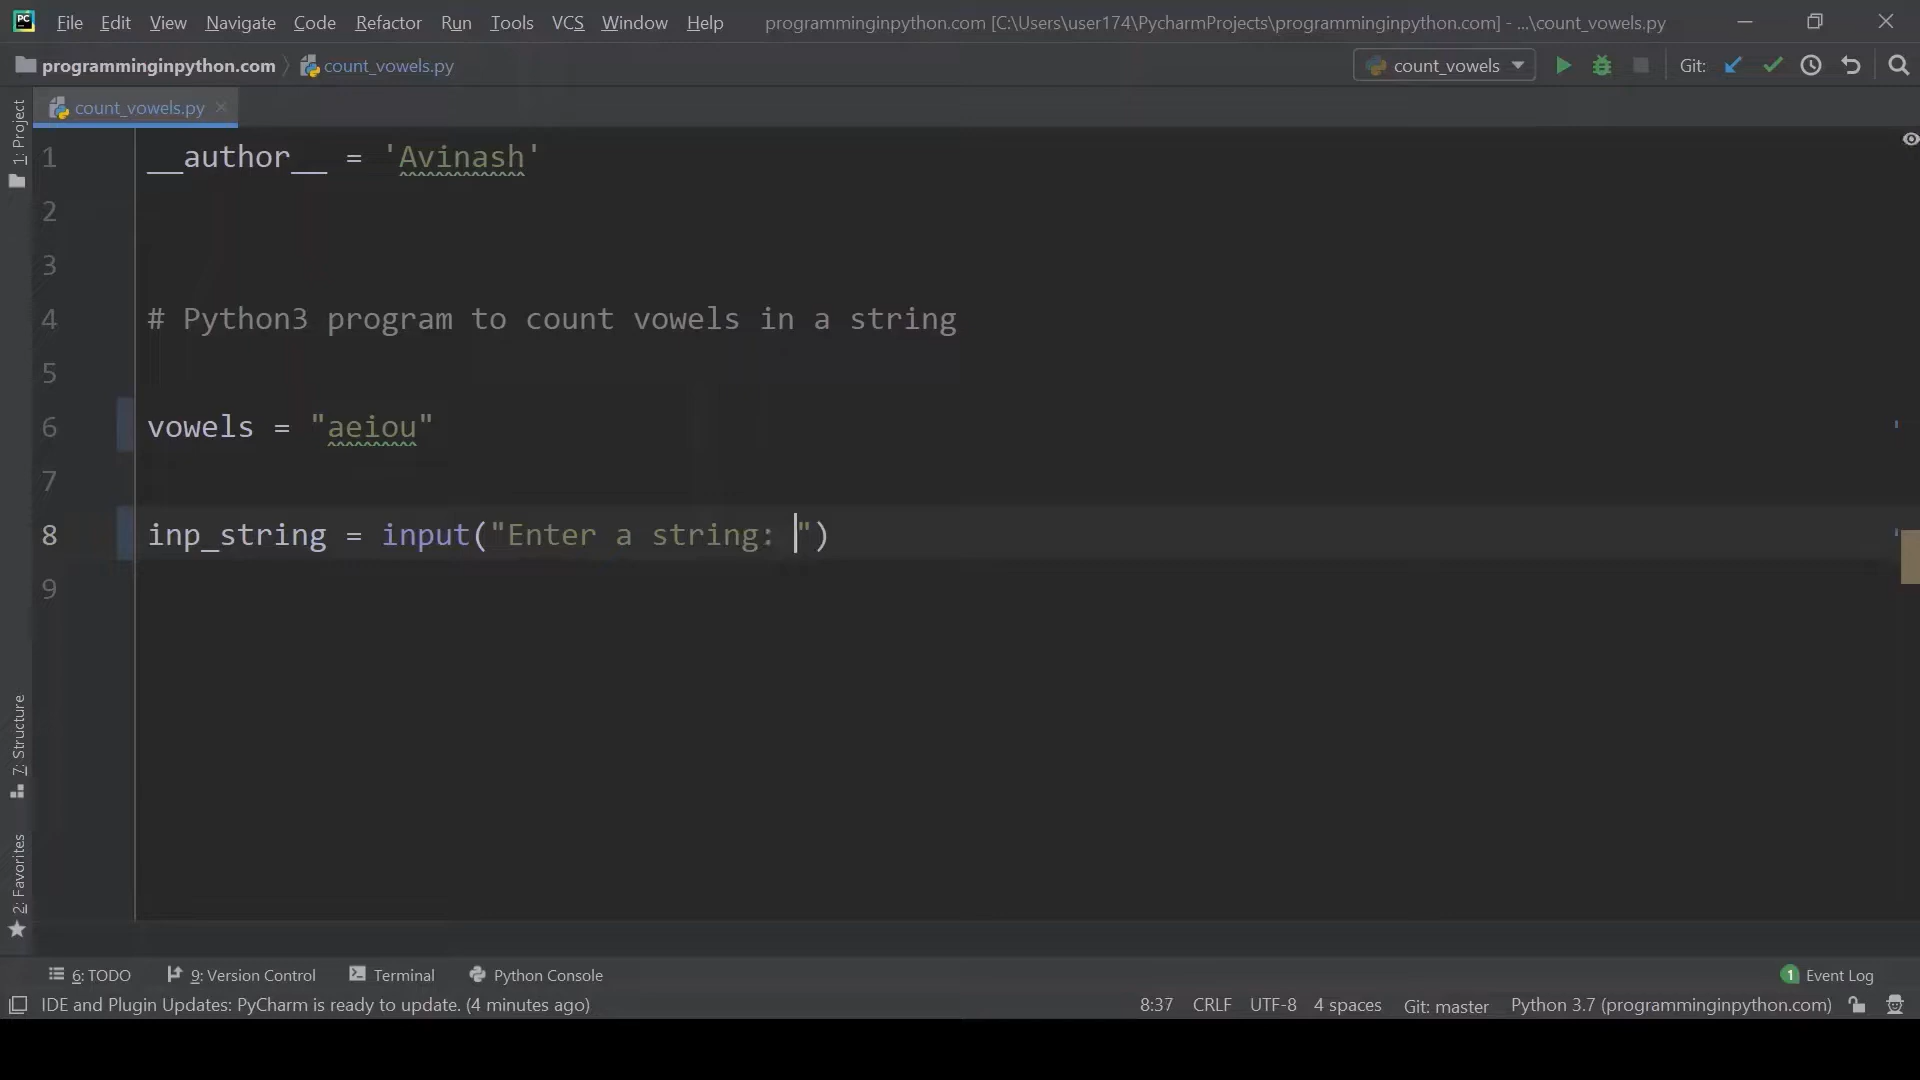 PC File Edit View Navigate Code Refactor Run Tools VCS Window Help programminginpython.com [C:\Users\user174\PycharmProjects\programminginpython.com] - ...\count_vowels.py
programminginpython.com count_vowels.py count_vowels Git:
count_vowels.py
1: Project
1 __author__ = 'Avinash'
2
3
4 # Python3 program to count vowels in a string
5
6 vowels = "aeiou"
7
8 inp_string = input("Enter a string: ")
9
7: Structure
2: Favorites
6: TODO 9: Version Control Terminal Python Console 1 Event Log
IDE and Plugin Updates: PyCharm is ready to update. (4 minutes ago) 8:37 CRLF UTF-8 4 spaces Git: master Python 3.7 (programminginpython.com)